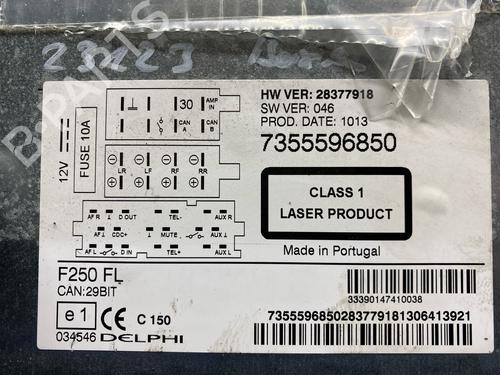 23123
HW VER: 28377918
SW VER: 046
PROD. DATE: 1013
7355596850
12V
FUSE 10A
30
AMP IN
CAN A
CAN B
LR LF RF RR
AF R D OUT TEL- AUX R
AF CDC+ MUTE AUX
AF L D IN TEL+ AUX L
CLASS 1
LASER PRODUCT
Made in Portugal
F250 FL
CAN:29BIT
33390147410038
e1 CE C 150
7355596850283779181306413921
034546 DELPHI